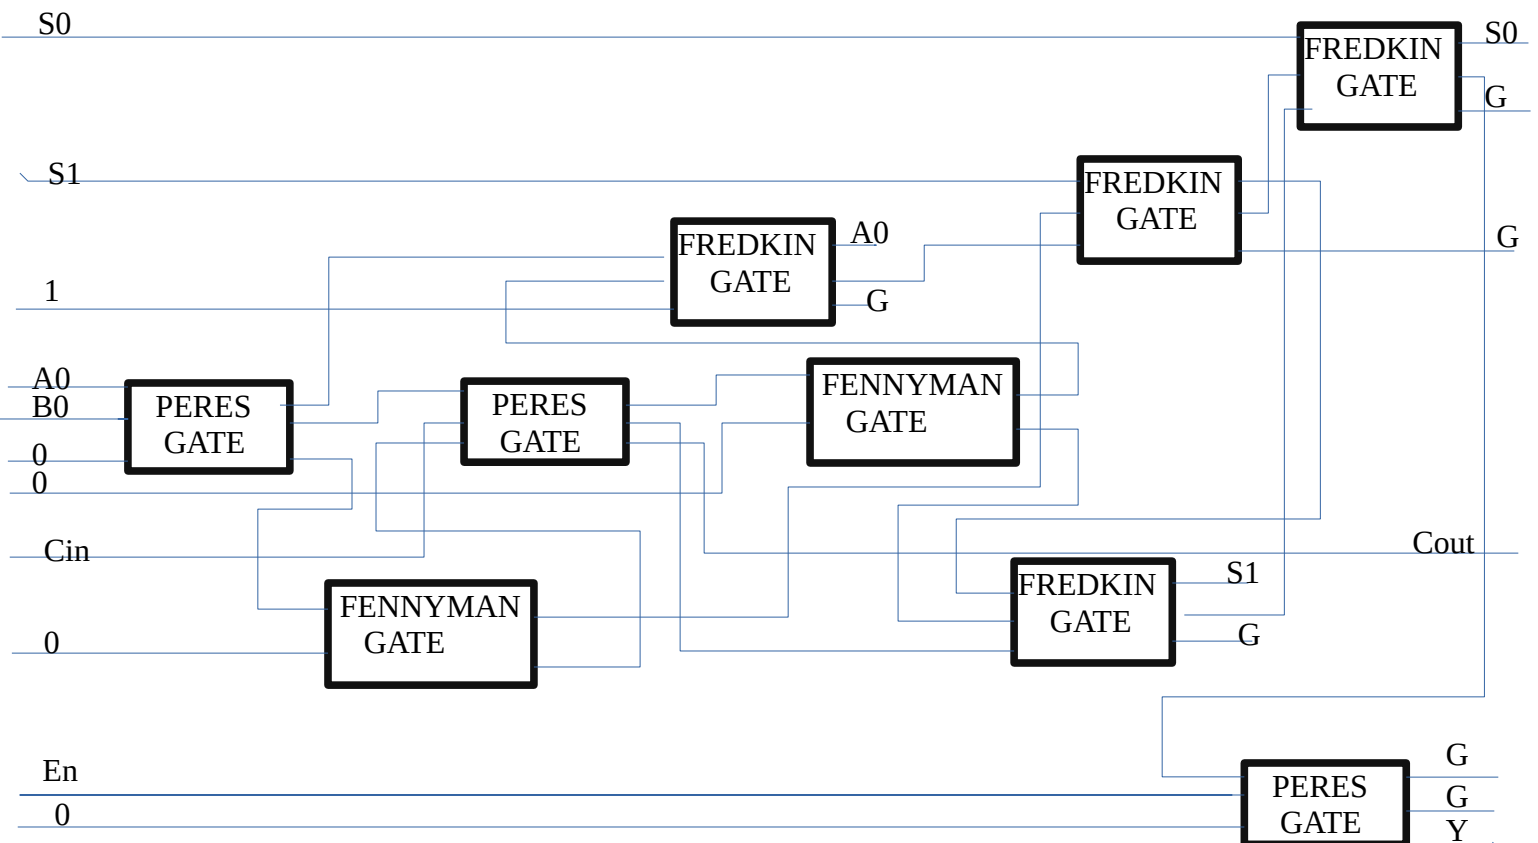 S0
FREDKIN
GATE
S0
G
S1
FREDKIN
GATE
G
FREDKIN
GATE
A0
G
1
A0
B0
0
0
PERES
GATE
PERES
GATE
FENNYMAN
GATE
Cin
Cout
FENNYMAN
GATE
0
FREDKIN
GATE
S1
G
En
0
PERES
GATE
G
G
Y